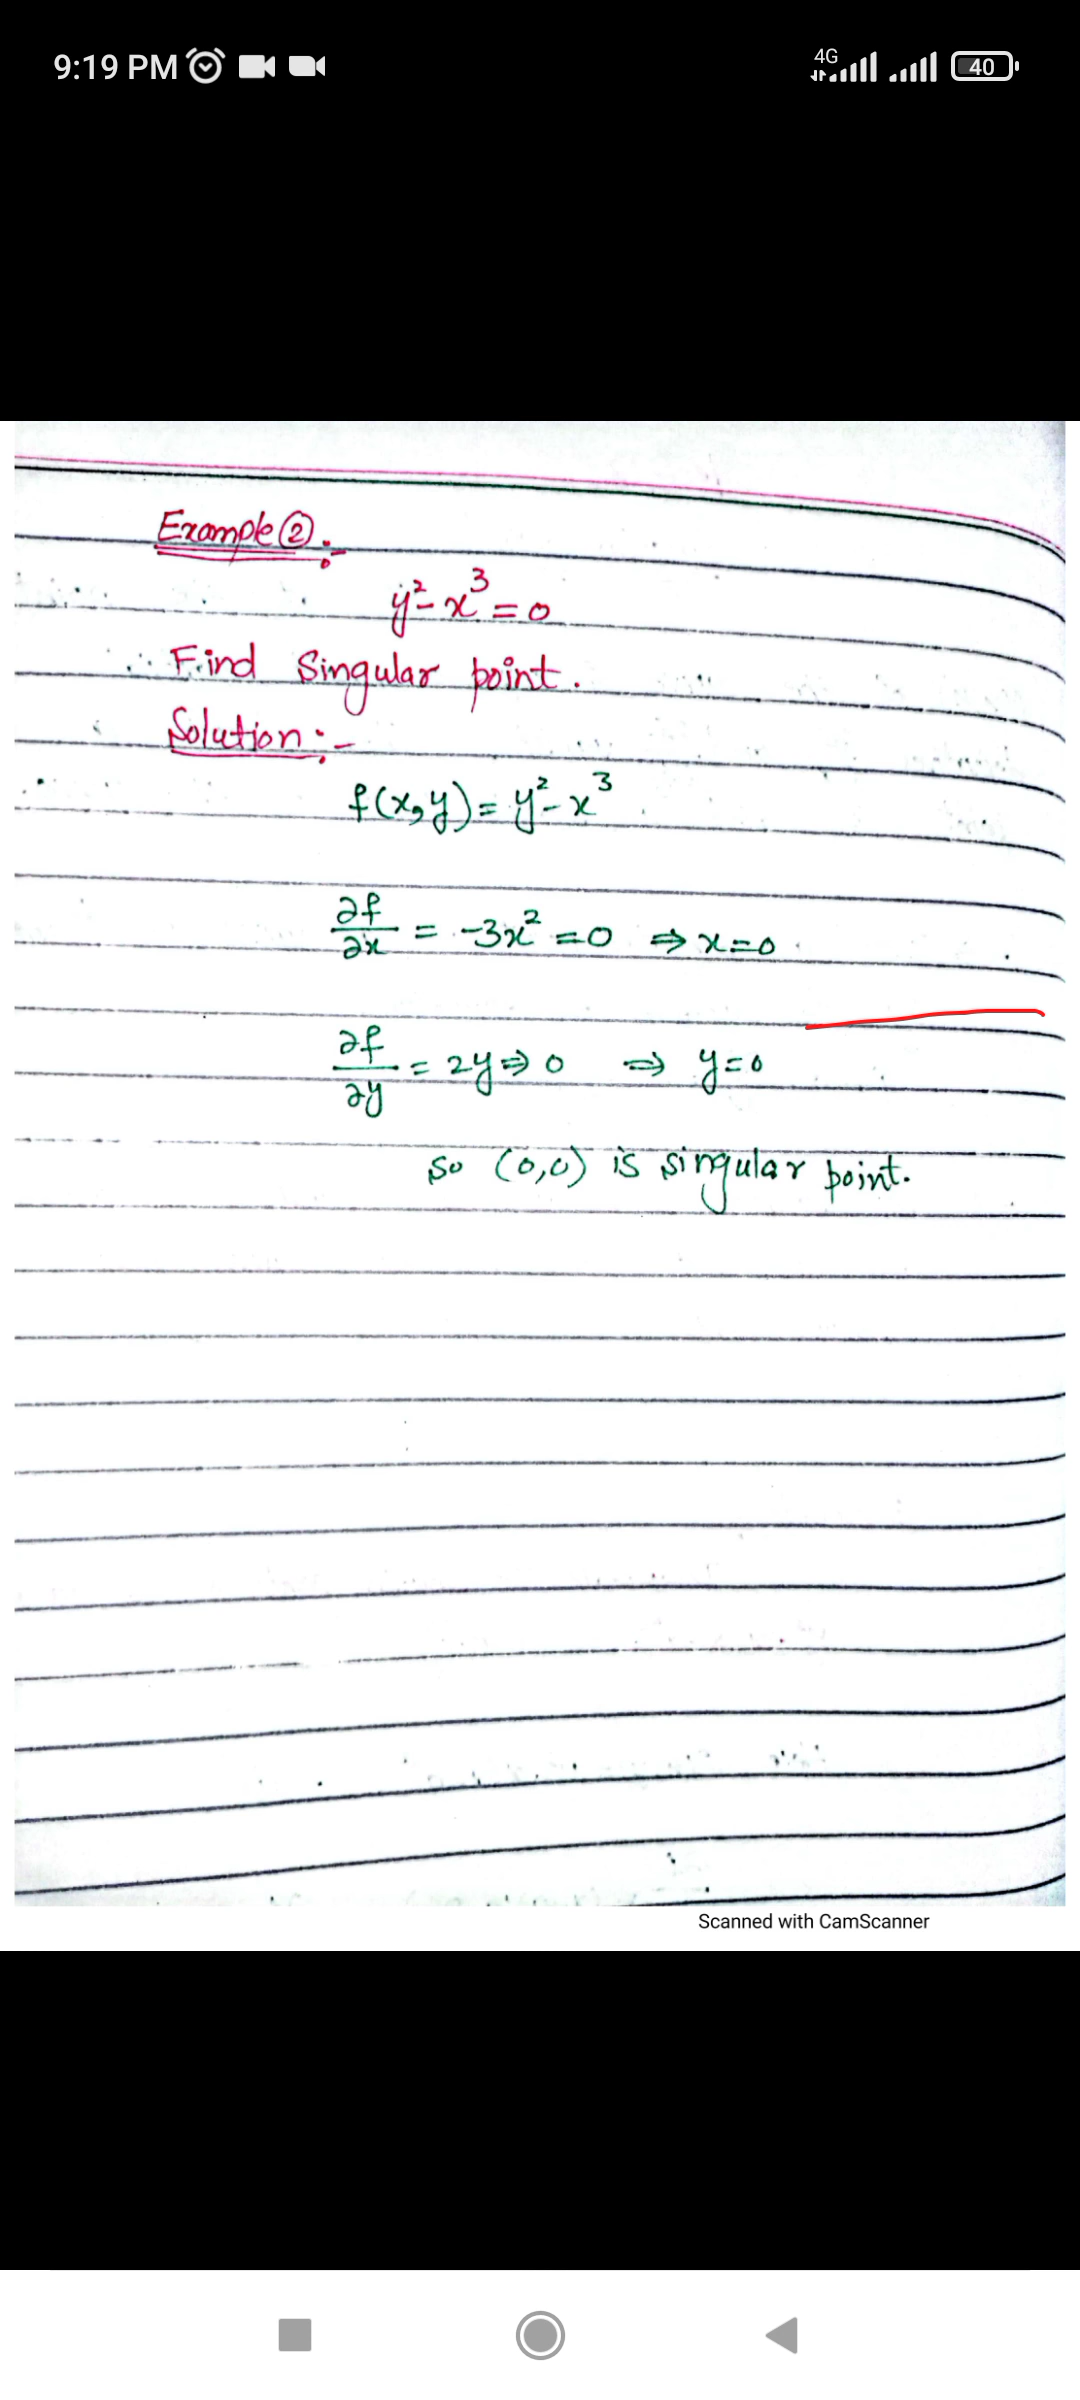 9:19 PM 4G 40
Example ② :-
y² - x³ = 0
∴ Find Singular point.
Solution :-
f(x,y) = y² - x³
∂f/∂x = -3x² = 0 ⇒ x = 0
∂f/∂y = 2y ⇒ 0 ⇒ y = 0
so (0,0) is singular point.
Scanned with CamScanner